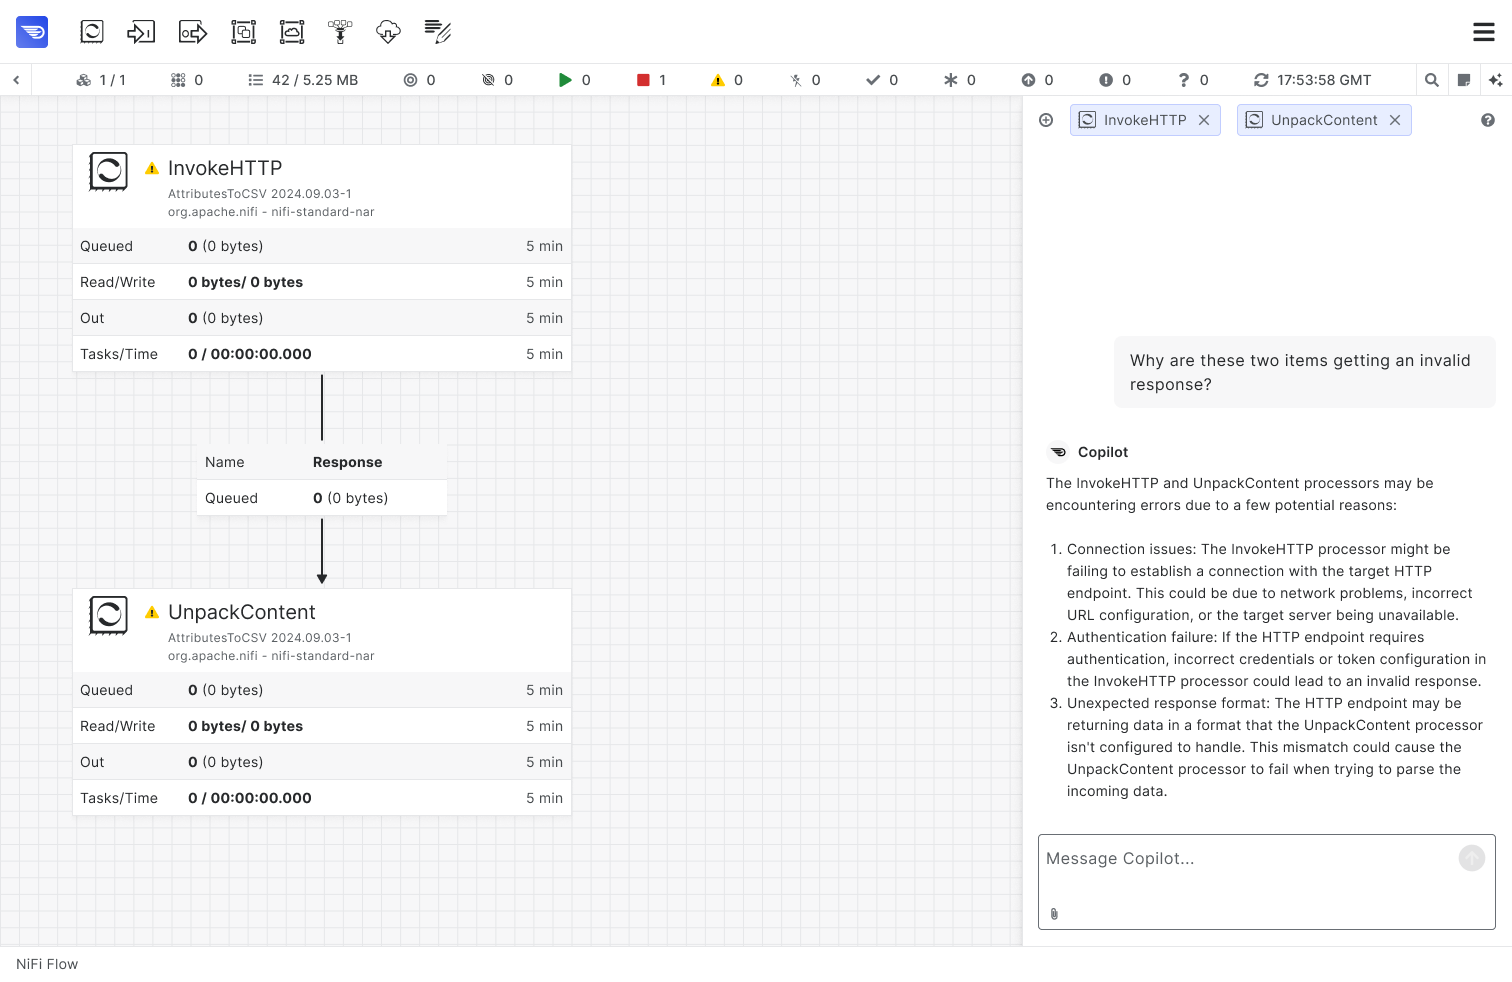 1 / 1
0
42 / 5.25 MB
0
0
0
1
0
0
0
0
0
0
0
17:53:58 GMT
InvokeHTTP
AttributesToCSV 2024.09.03-1
org.apache.nifi - nifi-standard-nar
Queued 0 (0 bytes) 5 min
Read/Write 0 bytes/ 0 bytes 5 min
Out 0 (0 bytes) 5 min
Tasks/Time 0 / 00:00:00.000 5 min
Name Response
Queued 0 (0 bytes)
UnpackContent
AttributesToCSV 2024.09.03-1
org.apache.nifi - nifi-standard-nar
Queued 0 (0 bytes) 5 min
Read/Write 0 bytes/ 0 bytes 5 min
Out 0 (0 bytes) 5 min
Tasks/Time 0 / 00:00:00.000 5 min
InvokeHTTP
UnpackContent
Why are these two items getting an invalid
response?
Copilot
The InvokeHTTP and UnpackContent processors may be
encountering errors due to a few potential reasons:
1. Connection issues: The InvokeHTTP processor might be
failing to establish a connection with the target HTTP
endpoint. This could be due to network problems, incorrect
URL configuration, or the target server being unavailable.
2. Authentication failure: If the HTTP endpoint requires
authentication, incorrect credentials or token configuration in
the InvokeHTTP processor could lead to an invalid response.
3. Unexpected response format: The HTTP endpoint may be
returning data in a format that the UnpackContent processor
isn't configured to handle. This mismatch could cause the
UnpackContent processor to fail when trying to parse the
incoming data.
Message Copilot...
NiFi Flow